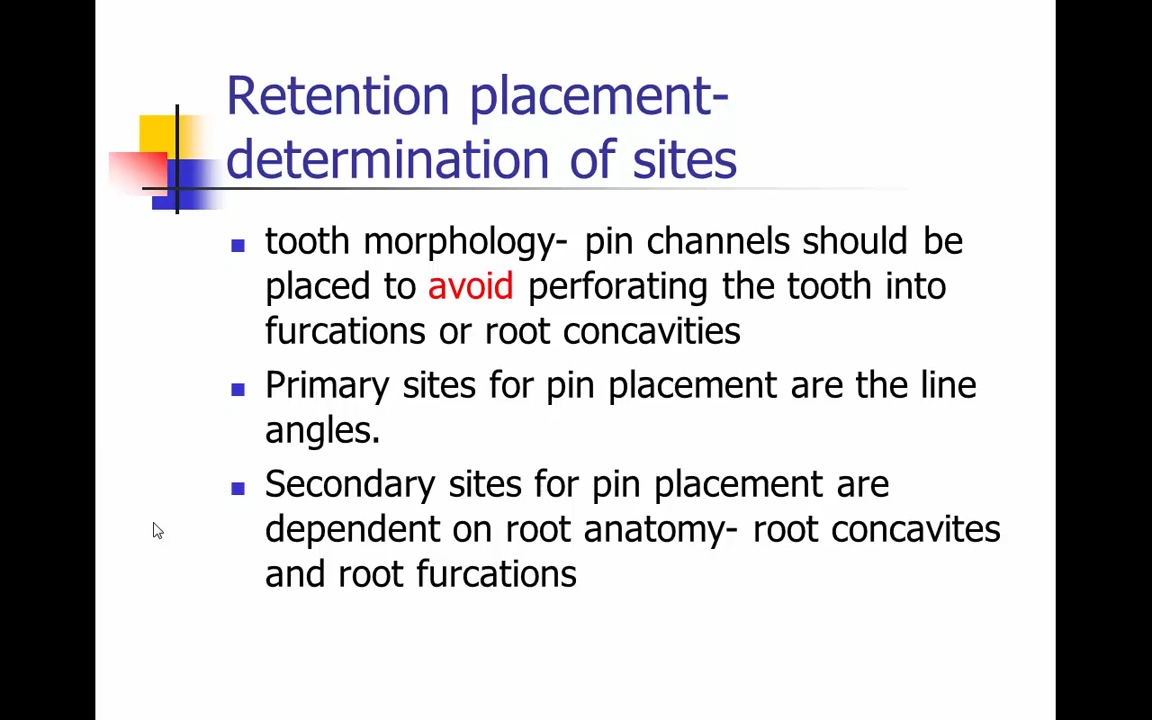 Retention placement-
determination of sites
tooth morphology- pin channels should be
placed to avoid perforating the tooth into
furcations or root concavities
Primary sites for pin placement are the line
angles.
Secondary sites for pin placement are
dependent on root anatomy- root concavites
and root furcations